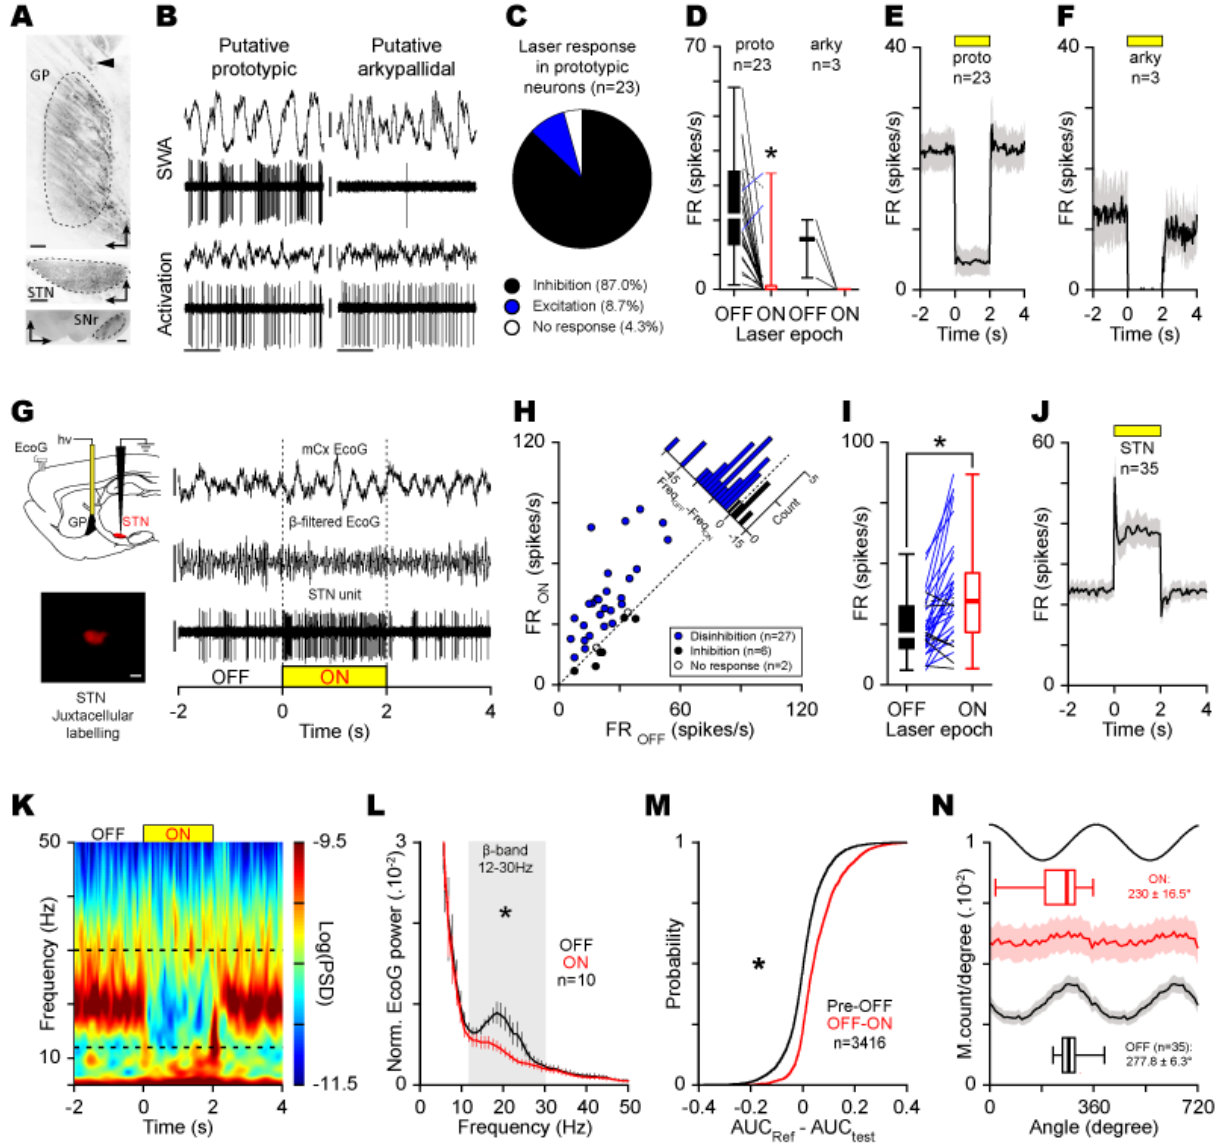 A
GP
STN
SNr
B
Putative
prototypic
Putative
arkypallidal
SWA
Activation
C
Laser response
in prototypic
neurons (n=23)
Inhibition (87.0%)
Excitation (8.7%)
No response (4.3%)
D
70
proto
n=23
arky
n=3
*
FR (spikes/s)
0
OFF ON OFF ON
Laser epoch
E
40
proto
n=23
FR (spikes/s)
0
-2 0 2 4
Time (s)
F
40
arky
n=3
FR (spikes/s)
0
-2 0 2 4
Time (s)
G
hv
EcoG
GP
STN
STN
Juxtacellular
labelling
mCx EcoG
β-filtered EcoG
STN unit
OFF
ON
-2 0 2 4
Time (s)
H
120
FR ON (spikes/s)
0
0 60 120
FR OFF (spikes/s)
-45
FreqOFF-FreqON
0
-15
0
Count
5
Disinhibition (n=27)
Inhibition (n=6)
No response (n=2)
I
100
*
FR (spikes/s)
0
OFF ON
Laser epoch
J
60
STN
n=35
FR (spikes/s)
0
-2 0 2 4
Time (s)
K
OFF ON
50
Frequency (Hz)
10
-2 0 2 4
Time (s)
-9.5
Log(PSD)
-11.5
L
3
β-band
12-30Hz
*
OFF
ON
n=10
Norm. EcoG power (.10-2)
0
0 10 20 30 40 50
Frequency (Hz)
M
1
Probability
*
Pre-OFF
OFF-ON
n=3416
0
-0.4 -0.2 0 0.2 0.4
AUCRef - AUCtest
N
1
M.count/degree (.10-2)
ON:
230 ± 16.5°
OFF (n=35):
277.8 ± 6.3°
0
0 360 720
Angle (degree)